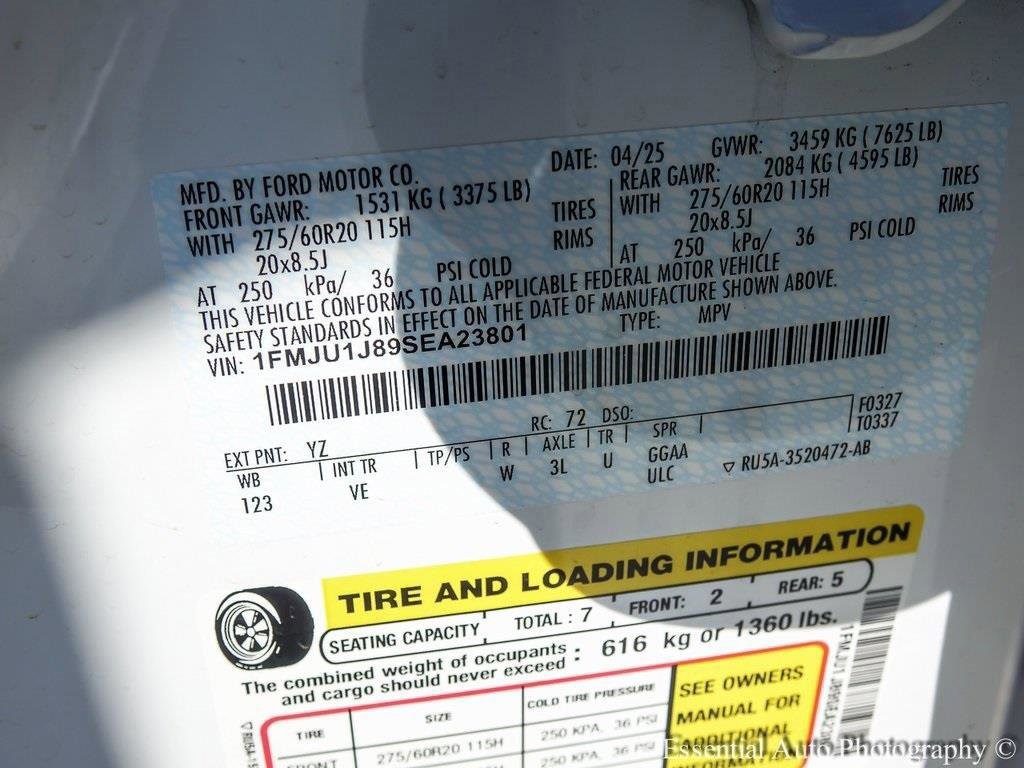 MFD. BY FORD MOTOR CO. DATE: 04/25 GVWR: 3459 KG ( 7625 LB)
FRONT GAWR: 1531 KG ( 3375 LB) REAR GAWR: 2084 KG ( 4595 LB)
WITH 275/60R20 115H TIRES WITH 275/60R20 115H TIRES
20x8.5J RIMS 20x8.5J RIMS
AT 250 kPa/ 36 PSI COLD AT 250 kPa/ 36 PSI COLD
THIS VEHICLE CONFORMS TO ALL APPLICABLE FEDERAL MOTOR VEHICLE
SAFETY STANDARDS IN EFFECT ON THE DATE OF MANUFACTURE SHOWN ABOVE.
VIN: 1FMJU1J89SEA23801 TYPE: MPV
EXT PNT: YZ RC: 72 DSO: F0327
WB INT TR TP/PS R AXLE TR SPR T0337
123 VE W 3L U GGAA
ULC ▽ RU5A-3520472-AB
TIRE AND LOADING INFORMATION
SEATING CAPACITY TOTAL : 7 FRONT: 2 REAR: 5
The combined weight of occupants
and cargo should never exceed : 616 kg or 1360 lbs.
TIRE SIZE COLD TIRE PRESSURE
FRONT 275/60R20 115H 250 KPA, 36 PSI
250 KPA, 36 PSI
SEE OWNERS
MANUAL FOR
ADDITIONAL
INFORMATION
Essential Auto Photography ©